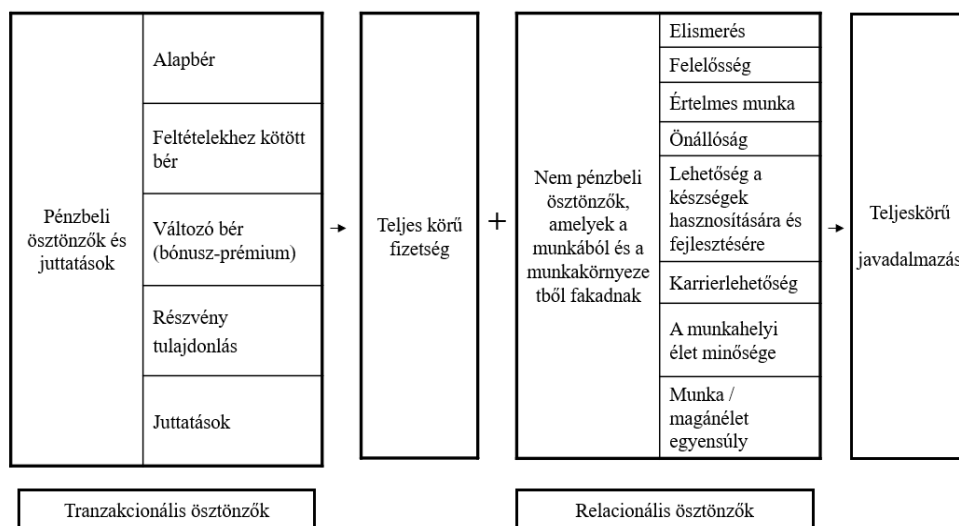 Pénzbeli
ösztönzők és
juttatások
Alapbér
Feltételekhez kötött
bér
Változó bér
(bónusz-prémium)
Részvény
tulajdonlás
Juttatások
Teljes körű
fizetség
+
Nem pénzbeli
ösztönzők,
amelyek a
munkából és a
munkakörnyeze
tből fakadnak
Elismerés
Felelősség
Értelmes munka
Önállóság
Lehetőség a
készségek
hasznosítására és
fejlesztésére
Karrierlehetőség
A munkahelyi
élet minősége
Munka /
magánélet
egyensúly
Teljeskörű
javadalmazás
Tranzakcionális ösztönzők
Relacionális ösztönzők